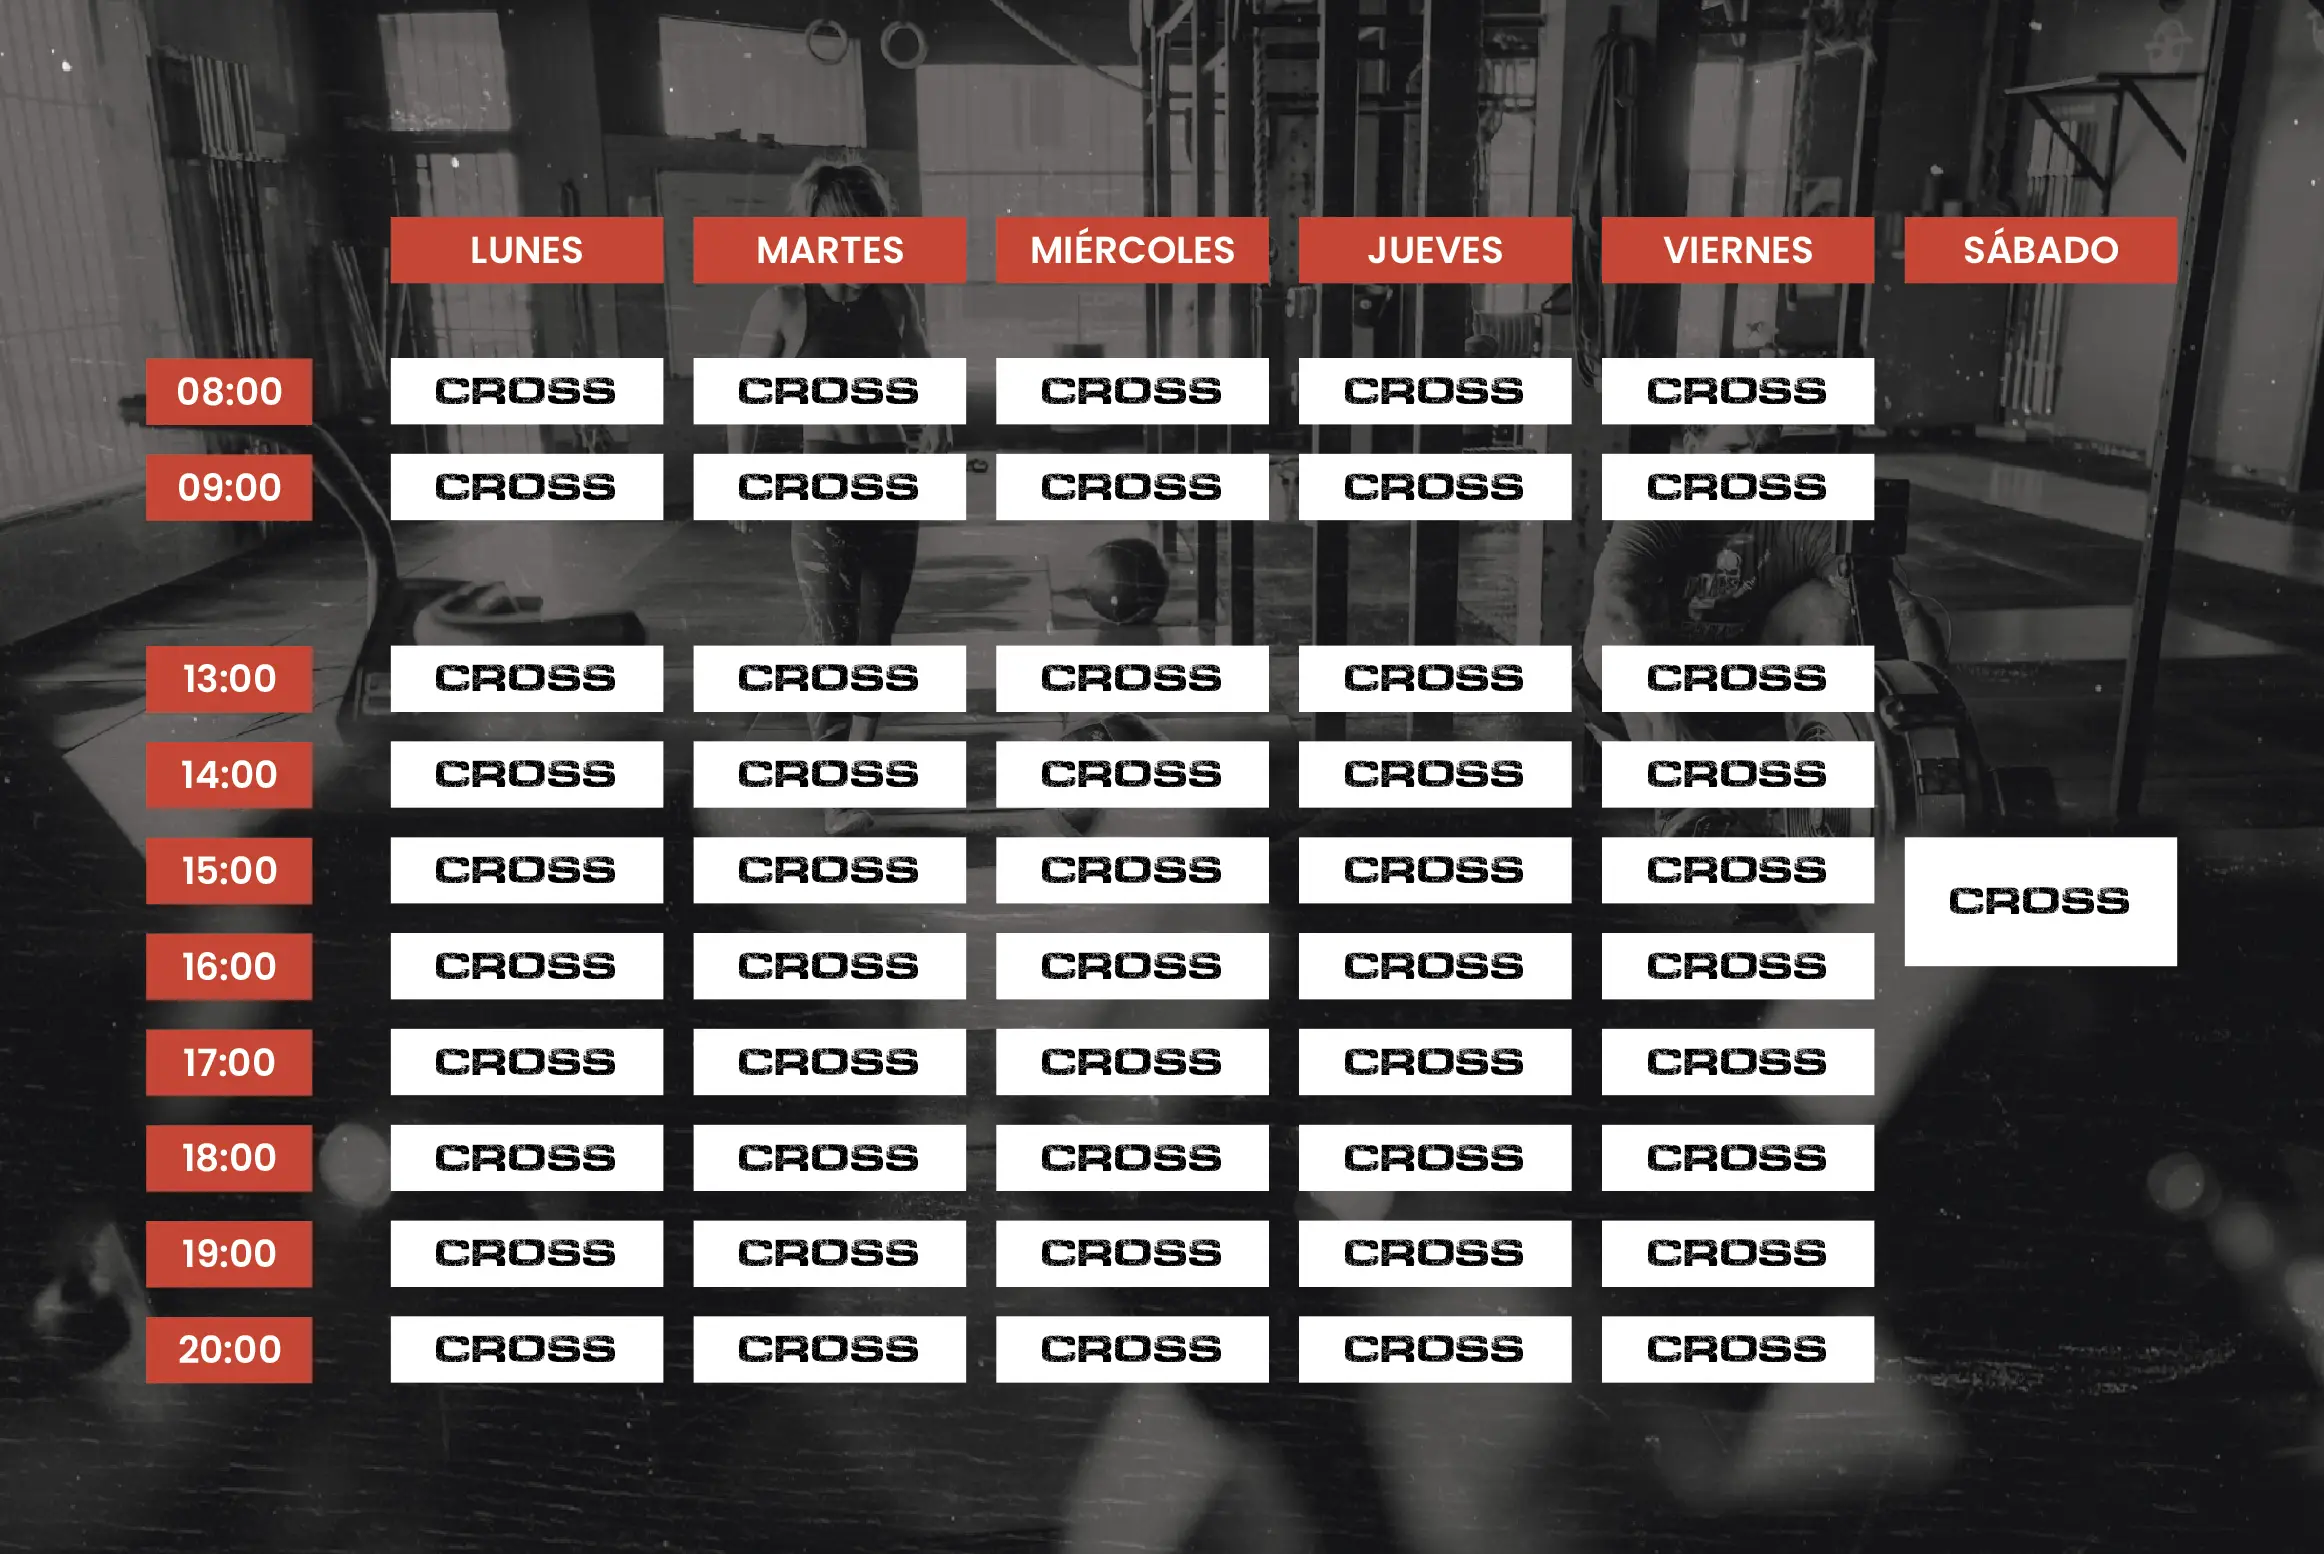 LUNES MARTES MIÉRCOLES JUEVES VIERNES SÁBADO
08:00 CROSS CROSS CROSS CROSS CROSS
09:00 CROSS CROSS CROSS CROSS CROSS
13:00 CROSS CROSS CROSS CROSS CROSS
14:00 CROSS CROSS CROSS CROSS CROSS
15:00 CROSS CROSS CROSS CROSS CROSS CROSS
16:00 CROSS CROSS CROSS CROSS CROSS
17:00 CROSS CROSS CROSS CROSS CROSS
18:00 CROSS CROSS CROSS CROSS CROSS
19:00 CROSS CROSS CROSS CROSS CROSS
20:00 CROSS CROSS CROSS CROSS CROSS